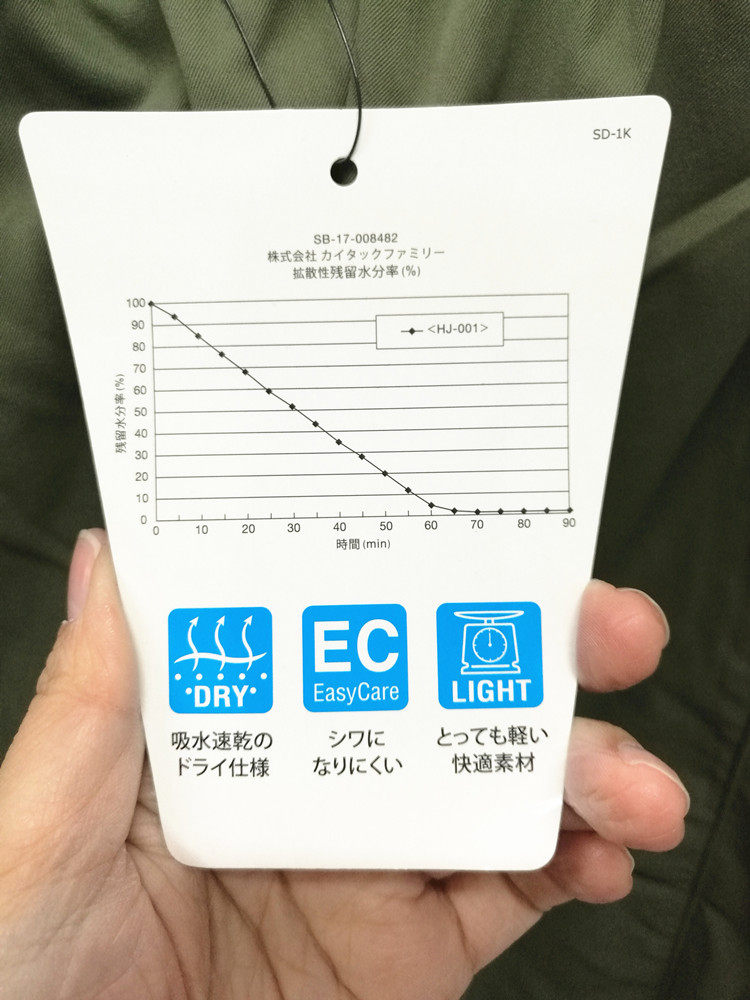 SD-1K
SB-17-008482
株式会社 カイタックファミリー
拡散性残留水分率(%)
100
90
80
70
60
50
40
30
20
10
0
残留水分率(%)
<HJ-001>
0 10 20 30 40 50 60 70 80 90
時間(min)
DRY
吸水速乾の
ドライ仕様
EC
EasyCare
シワに
なりにくい
LIGHT
とっても軽い
快適素材